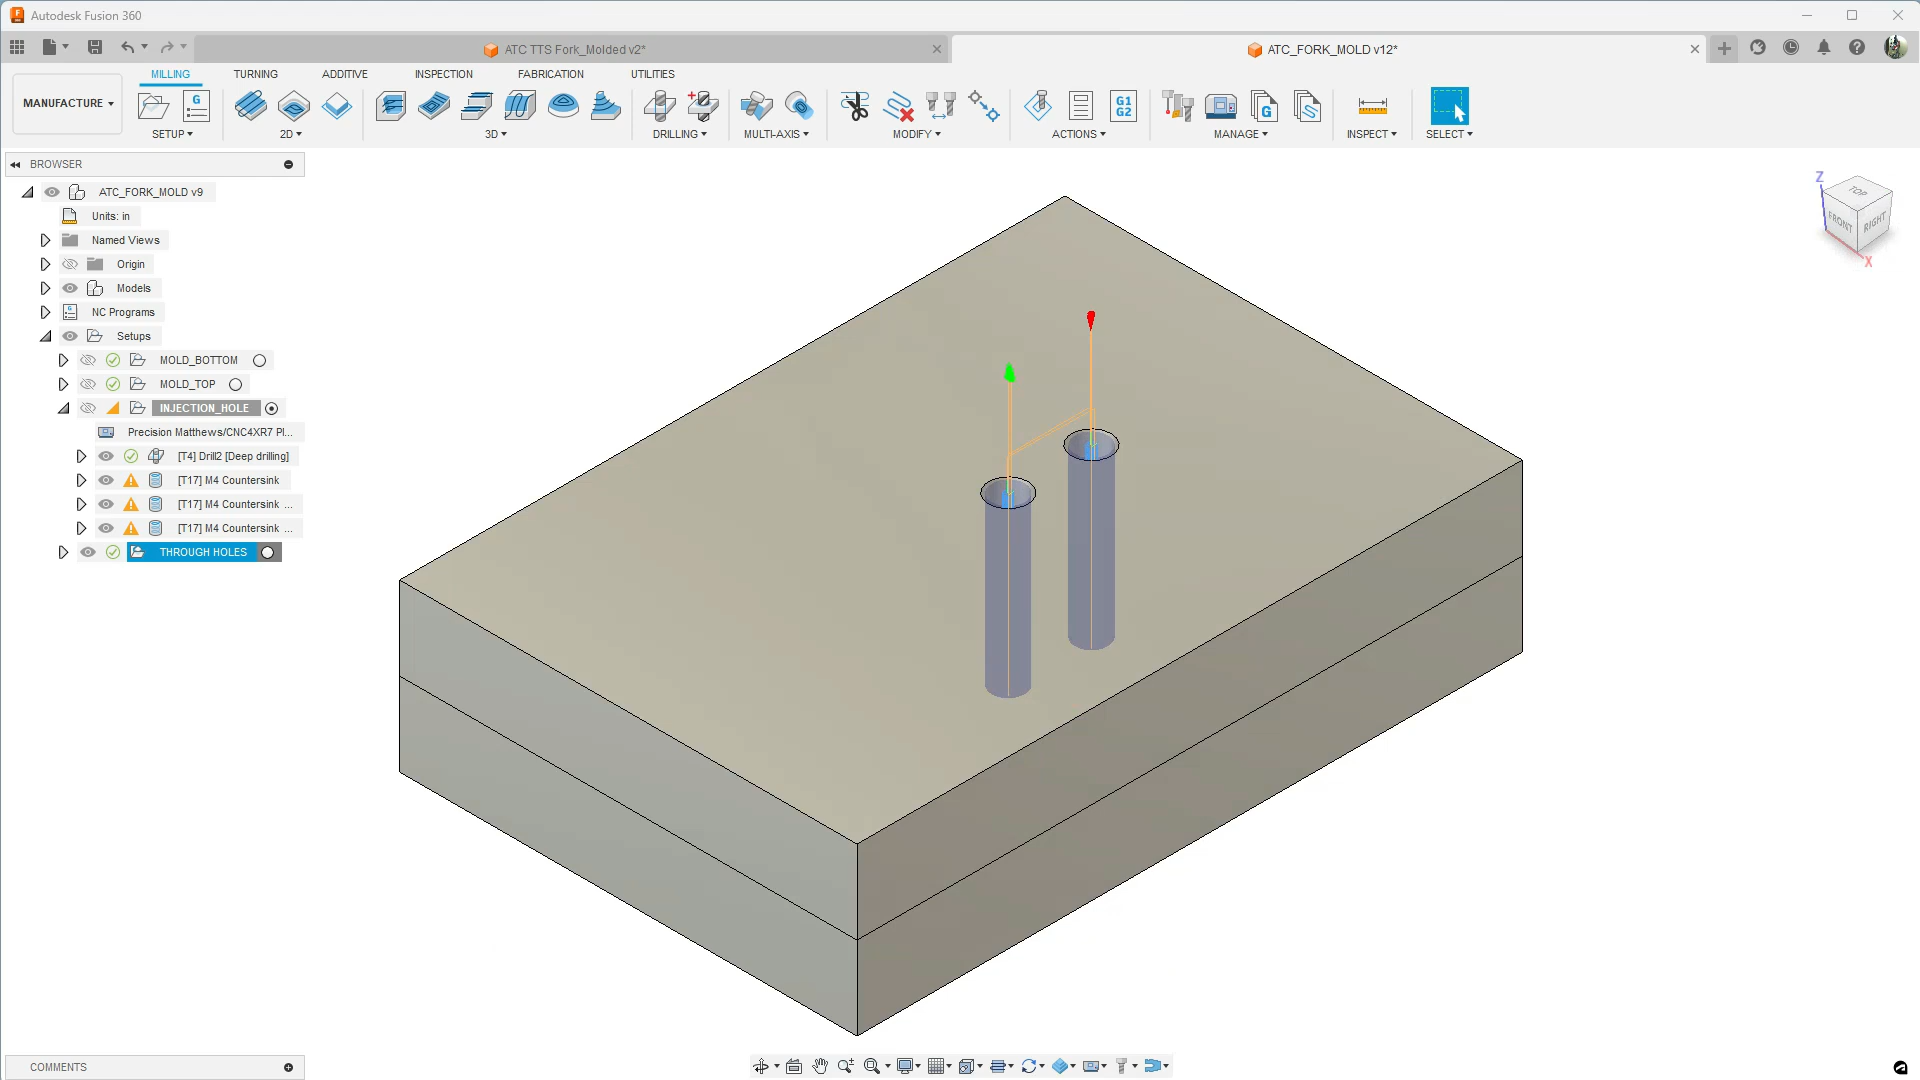 Autodesk Fusion 360
ATC TTS Fork_Molded v2*
ATC_FORK_MOLD v12*
MANUFACTURE
MILLING
TURNING
ADDITIVE
INSPECTION
FABRICATION
UTILITIES
G
G1
G2
G
SETUP
2D
3D
DRILLING
MULTI-AXIS
MODIFY
ACTIONS
MANAGE
INSPECT
SELECT
BROWSER
ATC_FORK_MOLD v9
Units: in
Named Views
Origin
Models
NC Programs
Setups
MOLD_BOTTOM
MOLD_TOP
INJECTION_HOLE
Precision Matthews/CNC4XR7 Pl...
[T4] Drill2 [Deep drilling]
[T17] M4 Countersink
[T17] M4 Countersink ...
[T17] M4 Countersink ...
THROUGH HOLES
Z
TOP
FRONT
RIGHT
X
COMMENTS